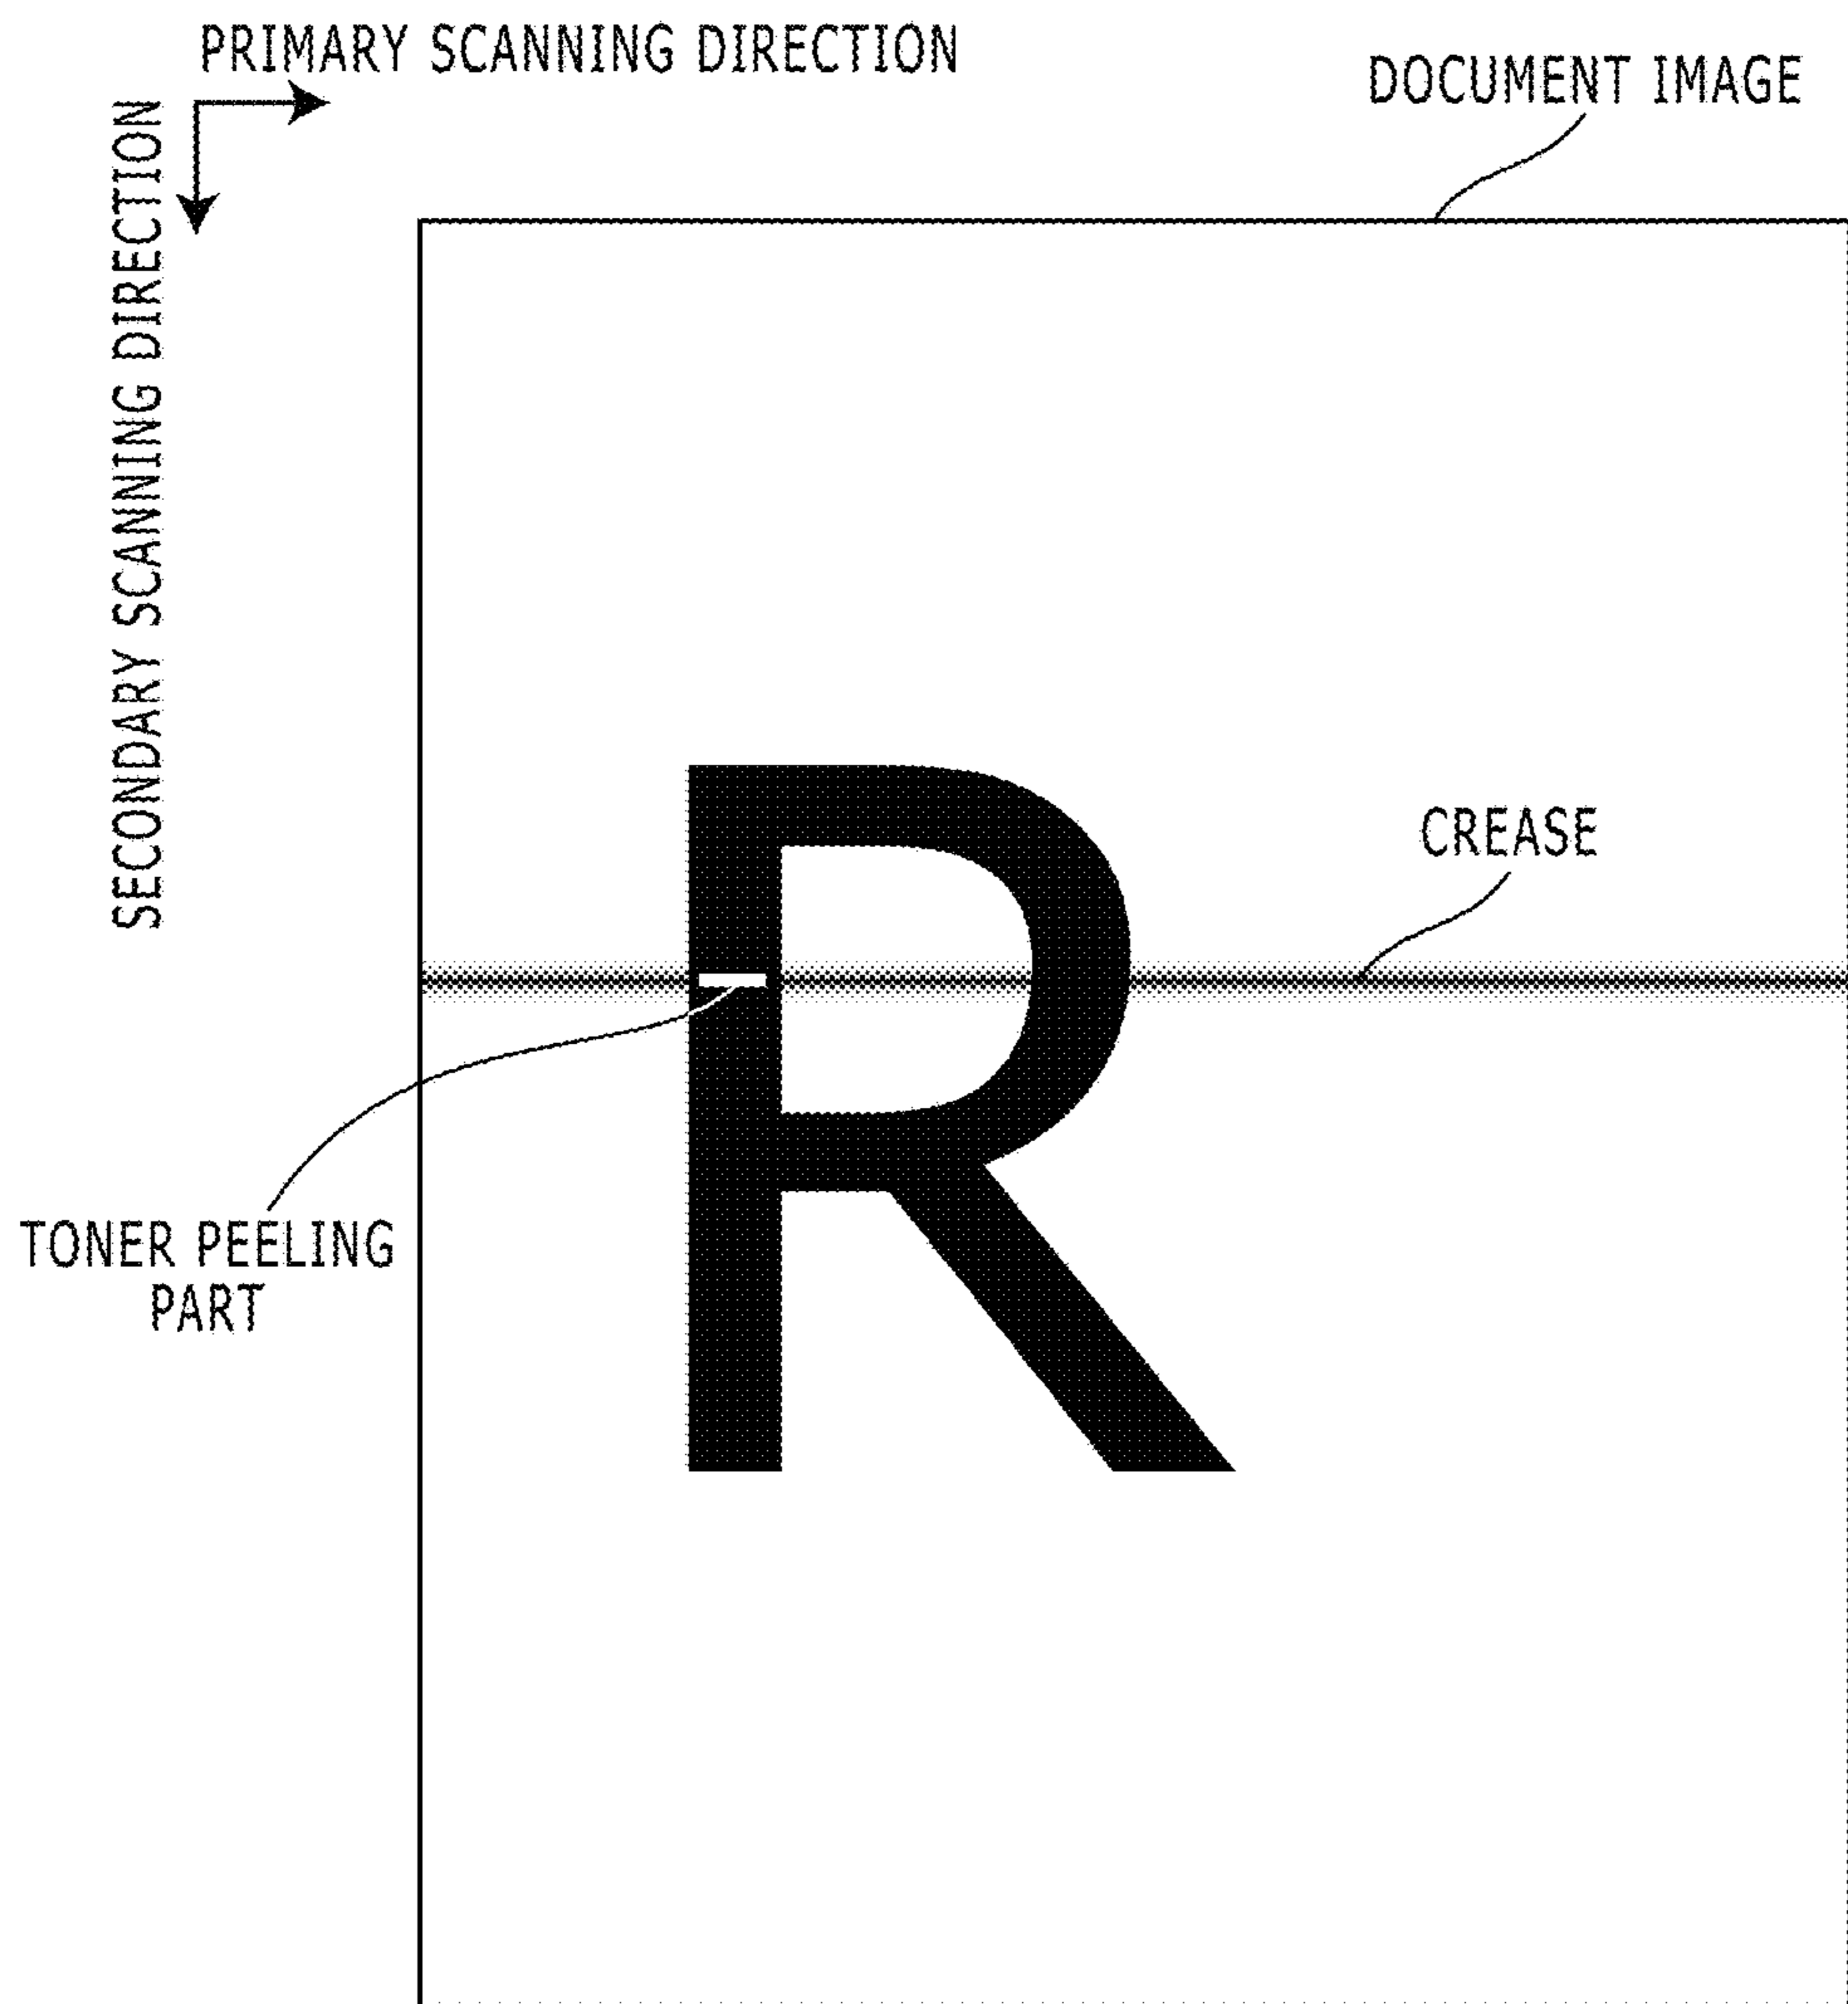 PRIMARY SCANNING DIRECTION
DOCUMENT IMAGE
SECONDARY SCANNING DIRECTION
CREASE
R
TONER PEELING
PART